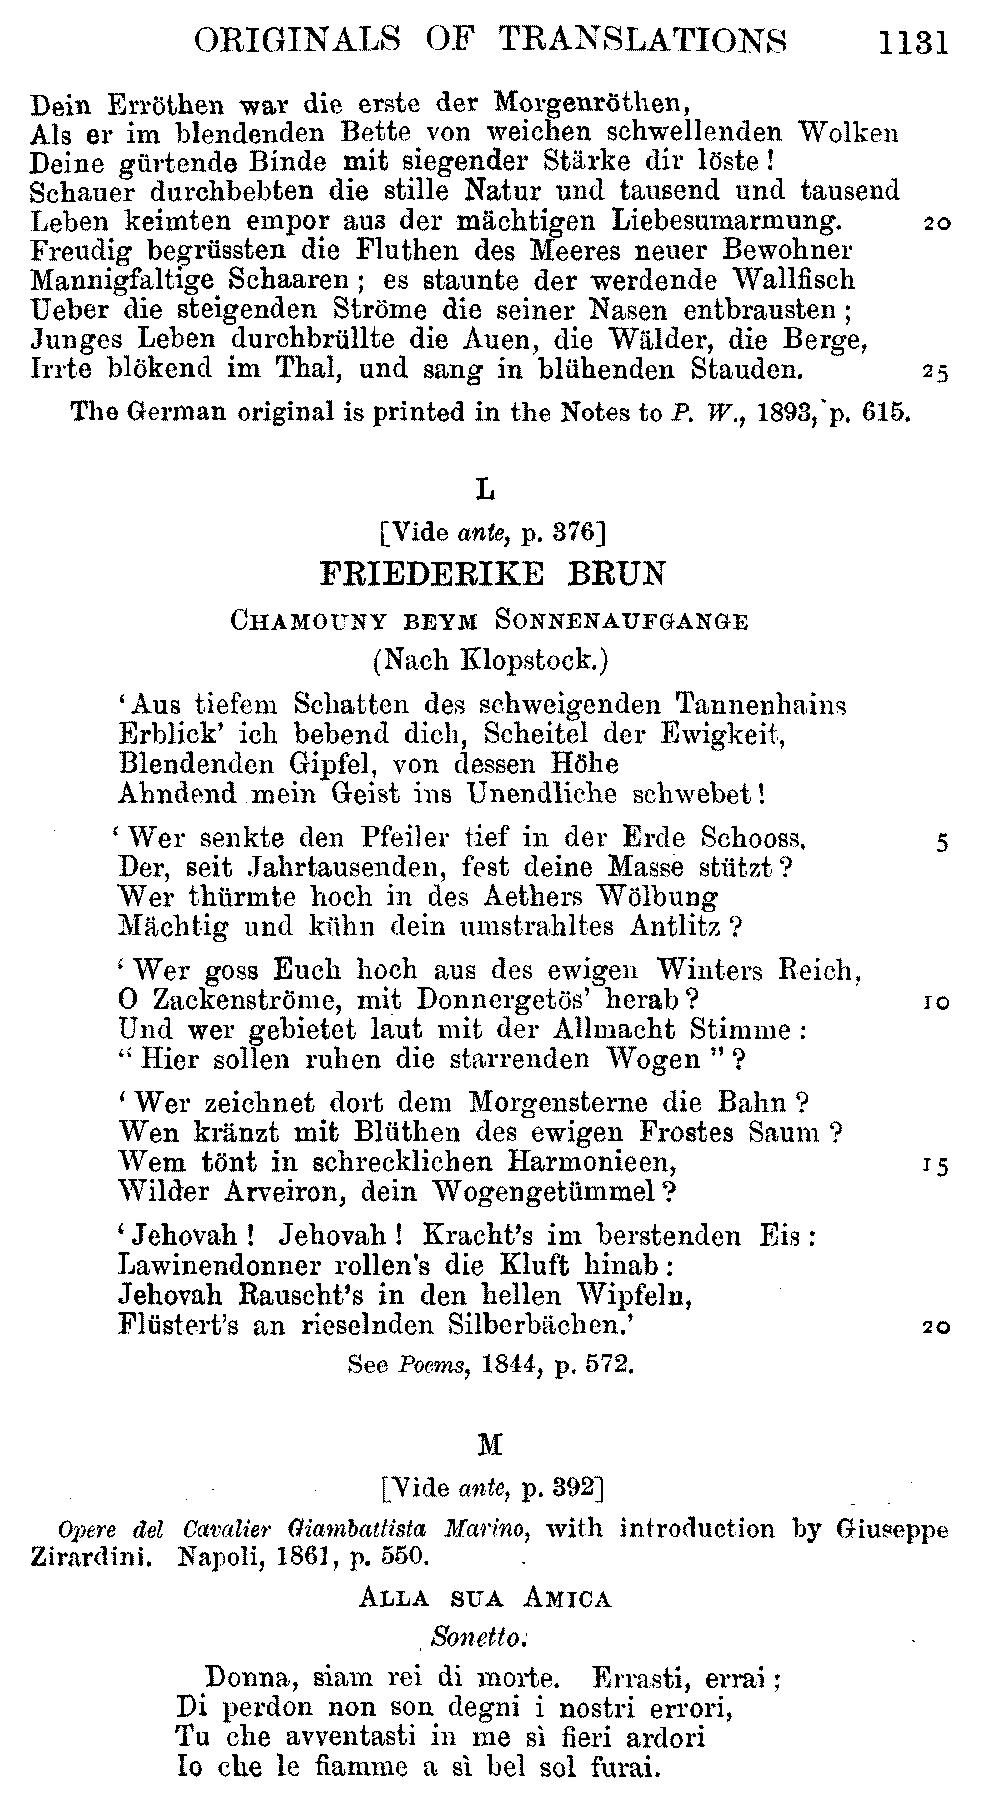 ORIGINALS OF TRANSLATIONS 1131
Dein Erröthen war die erste der Morgenröthen,
Als er im blendenden Bette von weichen schwellenden Wolken
Deine gürtende Binde mit siegender Stärke dir löste!
Schauer durchbebten die stille Natur und tausend und tausend
Leben keimten empor aus der mächtigen Liebesumarmung. 20
Freudig begrüssten die Fluthen des Meeres neuer Bewohner
Mannigfaltige Schaaren; es staunte der werdende Wallfisch
Ueber die steigenden Ströme die seiner Nasen entbrausten;
Junges Leben durchbrüllte die Auen, die Wälder, die Berge,
Irrte blökend im Thal, und sang in blühenden Stauden. 25
The German original is printed in the Notes to P. W., 1893, p. 615.
L
[Vide ante, p. 376]
FRIEDERIKE BRUN
CHAMOUNY BEYM SONNENAUFGANGE
(Nach Klopstock.)
'Aus tiefem Schatten des schweigenden Tannenhains
Erblick' ich bebend dich, Scheitel der Ewigkeit,
Blendenden Gipfel, von dessen Höhe
Ahndend mein Geist ins Unendliche schwebet!
'Wer senkte den Pfeiler tief in der Erde Schooss, 5
Der, seit Jahrtausenden, fest deine Masse stützt?
Wer thürmte hoch in des Aethers Wölbung
Mächtig und kühn dein umstrahltes Antlitz?
'Wer goss Euch hoch aus des ewigen Winters Reich,
O Zackenströme, mit Donnergetös' herab? 10
Und wer gebietet laut mit der Allmacht Stimme:
"Hier sollen ruhen die starrenden Wogen"?
'Wer zeichnet dort dem Morgensterne die Bahn?
Wen kränzt mit Blüthen des ewigen Frostes Saum?
Wem tönt in schrecklichen Harmonieen, 15
Wilder Arveiron, dein Wogengetümmel?
'Jehovah! Jehovah! Kracht's im berstenden Eis:
Lawinendonner rollen's die Kluft hinab:
Jehovah Rauscht's in den hellen Wipfeln,
Flüstert's an rieselnden Silberbächen.' 20
See Poems, 1844, p. 572.
M
[Vide ante, p. 392]
Opere del Cavalier Giambattista Marino, with introduction by Giuseppe
Zirardini. Napoli, 1861, p. 550.
ALLA SUA AMICA
Sonetto.
Donna, siam rei di morte. Errasti, errai;
Di perdon non son degni i nostri errori,
Tu che avventasti in me sì fieri ardori
Io che le fiamme a sì bel sol furai.